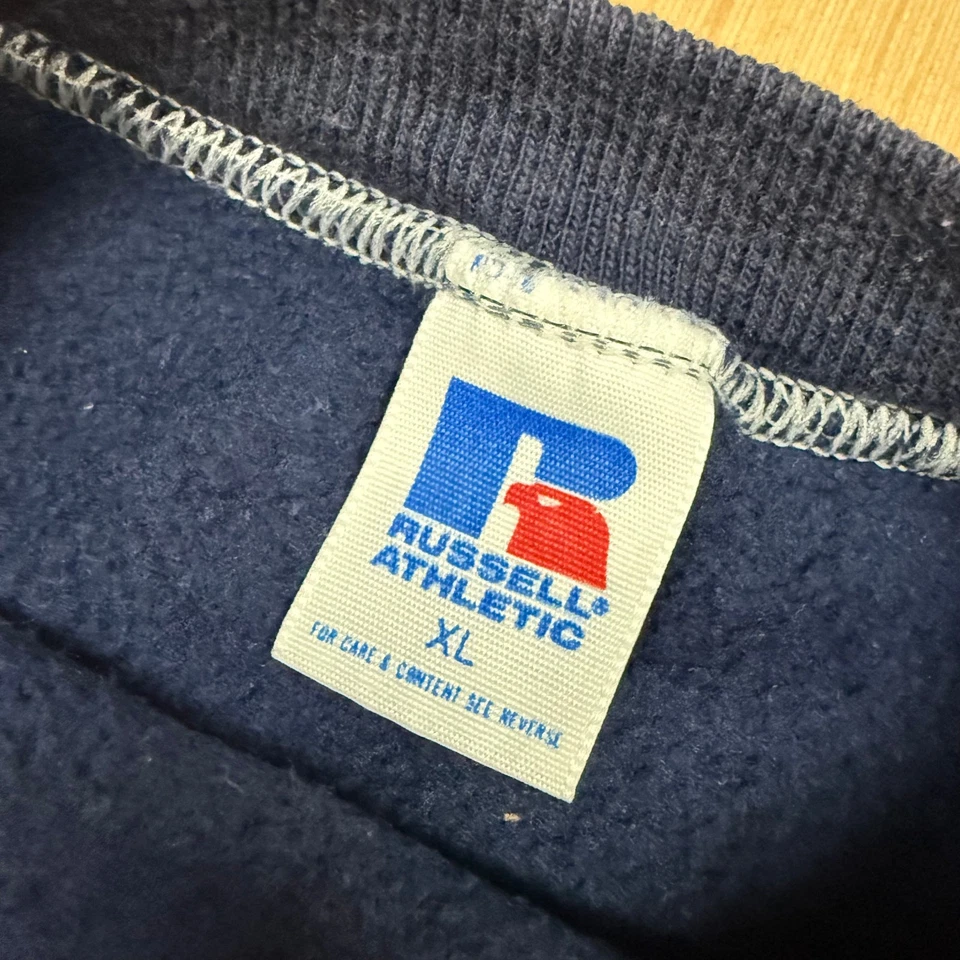 RUSSELL®
ATHLETIC
XL
FOR CARE & CONTENT SEE REVERSE